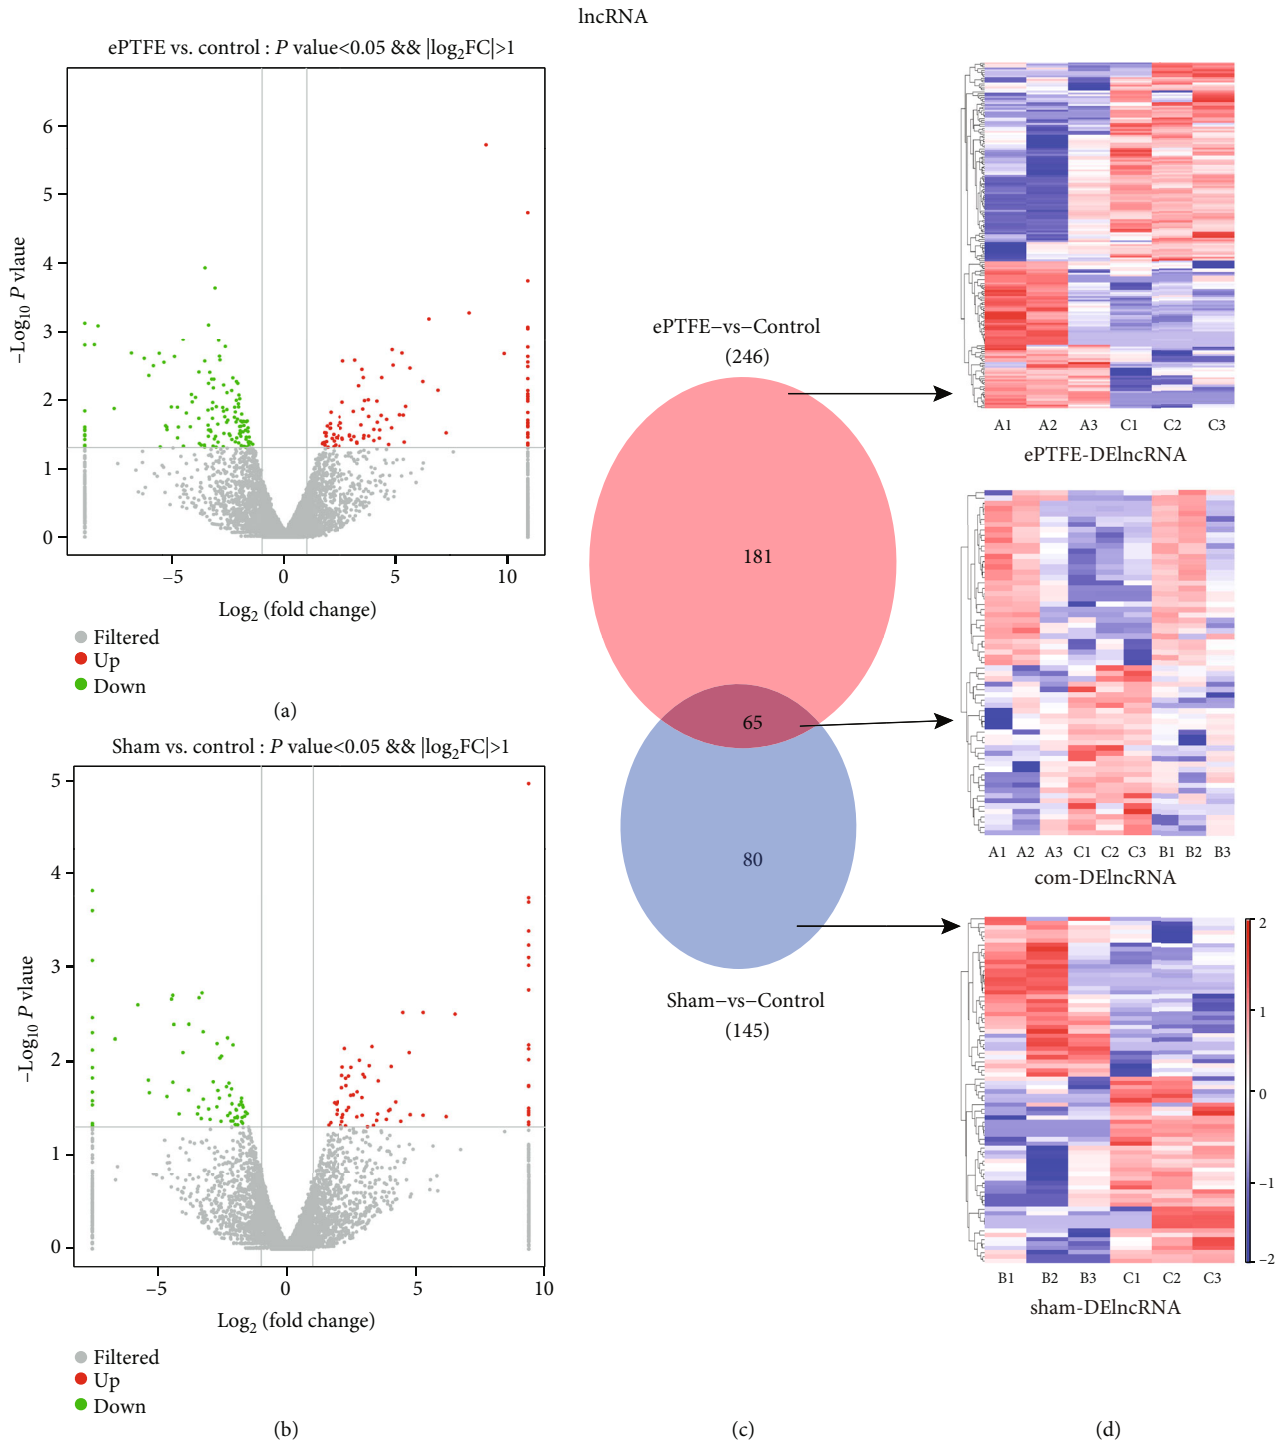 lncRNA
(a)
ePTFE vs. control : P value<0.05 && |log2FC|>1
6
5
4
3
2
1
0
−Log10 P vlaue
−5
0
5
10
Log2 (fold change)
Filtered
Up
Down
(a)
Sham vs. control : P value<0.05 && |log2FC|>1
5
4
3
2
1
0
−Log10 P vlaue
−5
0
5
10
Log2 (fold change)
Filtered
Up
Down
(b)
ePTFE−vs−Control
(246)
181
65
80
Sham−vs−Control
(145)
(c)
A1 A2 A3 C1 C2 C3
ePTFE-DElncRNA
A1 A2 A3 C1 C2 C3 B1 B2 B3
com-DElncRNA
2
1
0
−1
−2
B1 B2 B3 C1 C2 C3
sham-DElncRNA
(d)